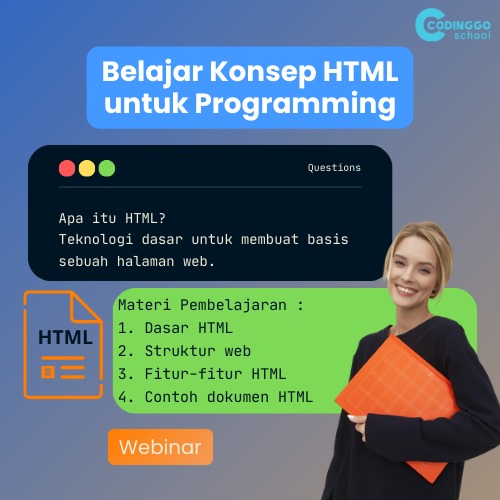 CODINGGO
school
Belajar Konsep HTML
untuk Programming
Questions
Apa itu HTML?
Teknologi dasar untuk membuat basis
sebuah halaman web.
HTML
5
Materi Pembelajaran :
1. Dasar HTML
2. Struktur web
3. Fitur-fitur HTML
4. Contoh dokumen HTML
Webinar